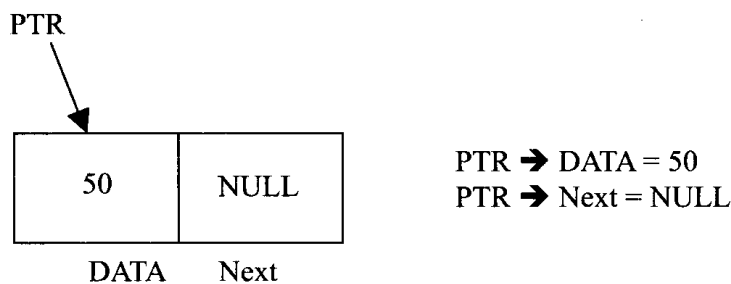 PTR
50 NULL
DATA Next
PTR ➔ DATA = 50
PTR ➔ Next = NULL